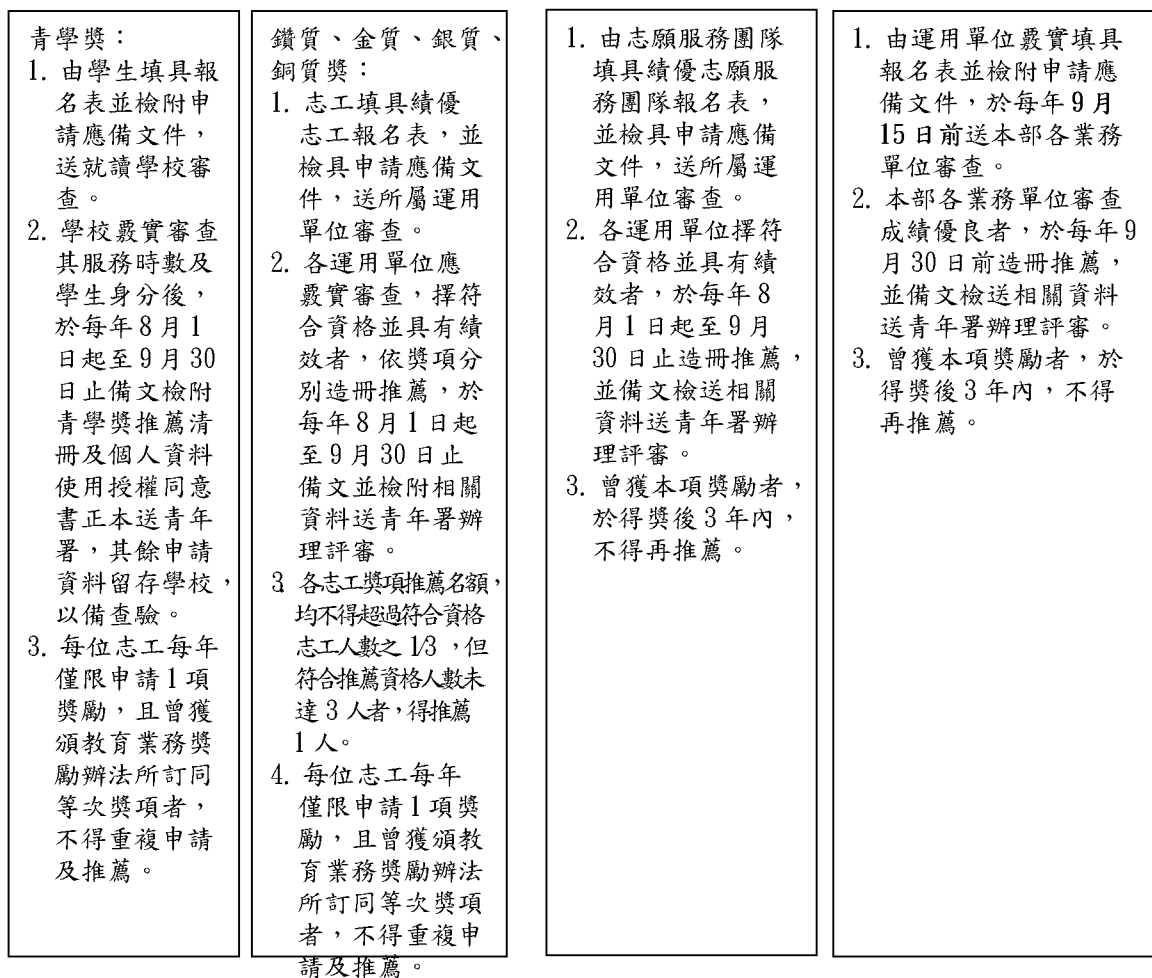 青學獎：
1. 由學生填具報
名表並檢附申
請應備文件，
送就讀學校審
查。
2. 學校覈實審查
其服務時數及
學生身分後，
於每年8月1
日起至9月30
日止備文檢附
青學獎推薦清
冊及個人資料
使用授權同意
書正本送青年
署，其餘申請
資料留存學校，
以備查驗。
3. 每位志工每年
僅限申請1項
獎勵，且曾獲
頒教育業務獎
勵辦法所訂同
等次獎項者，
不得重複申請
及推薦。
鑽質、金質、銀質、
銅質獎：
1. 志工填具績優
志工報名表，並
檢具申請應備文
件，送所屬運用
單位審查。
2. 各運用單位應
覈實審查，擇符
合資格並具有績
效者，依獎項分
別造冊推薦，於
每年8月1日起
至9月30日止
備文並檢附相關
資料送青年署辦
理評審。
3. 各志工獎項推薦名額，
均不得超過符合資格
志工人數之 1/3 ，但
符合推薦資格人數未
達 3 人者，得推薦
1 人。
4. 每位志工每年
僅限申請1項獎
勵，且曾獲頒教
育業務獎勵辦法
所訂同等次獎項
者，不得重複申
請及推薦。
1. 由志願服務團隊
填具績優志願服
務團隊報名表，
並檢具申請應備
文件，送所屬運
用單位審查。
2. 各運用單位擇符
合資格並具有績
效者，於每年8
月1日起至9月
30日止造冊推薦，
並備文檢送相關
資料送青年署辦
理評審。
3. 曾獲本項獎勵者，
於得獎後3年內，
不得再推薦。
1. 由運用單位覈實填具
報名表並檢附申請應
備文件，於每年9月
15日前送本部各業務
單位審查。
2. 本部各業務單位審查
成績優良者，於每年9
月30日前造冊推薦，
並備文檢送相關資料
送青年署辦理評審。
3. 曾獲本項獎勵者，於
得獎後3年內，不得
再推薦。